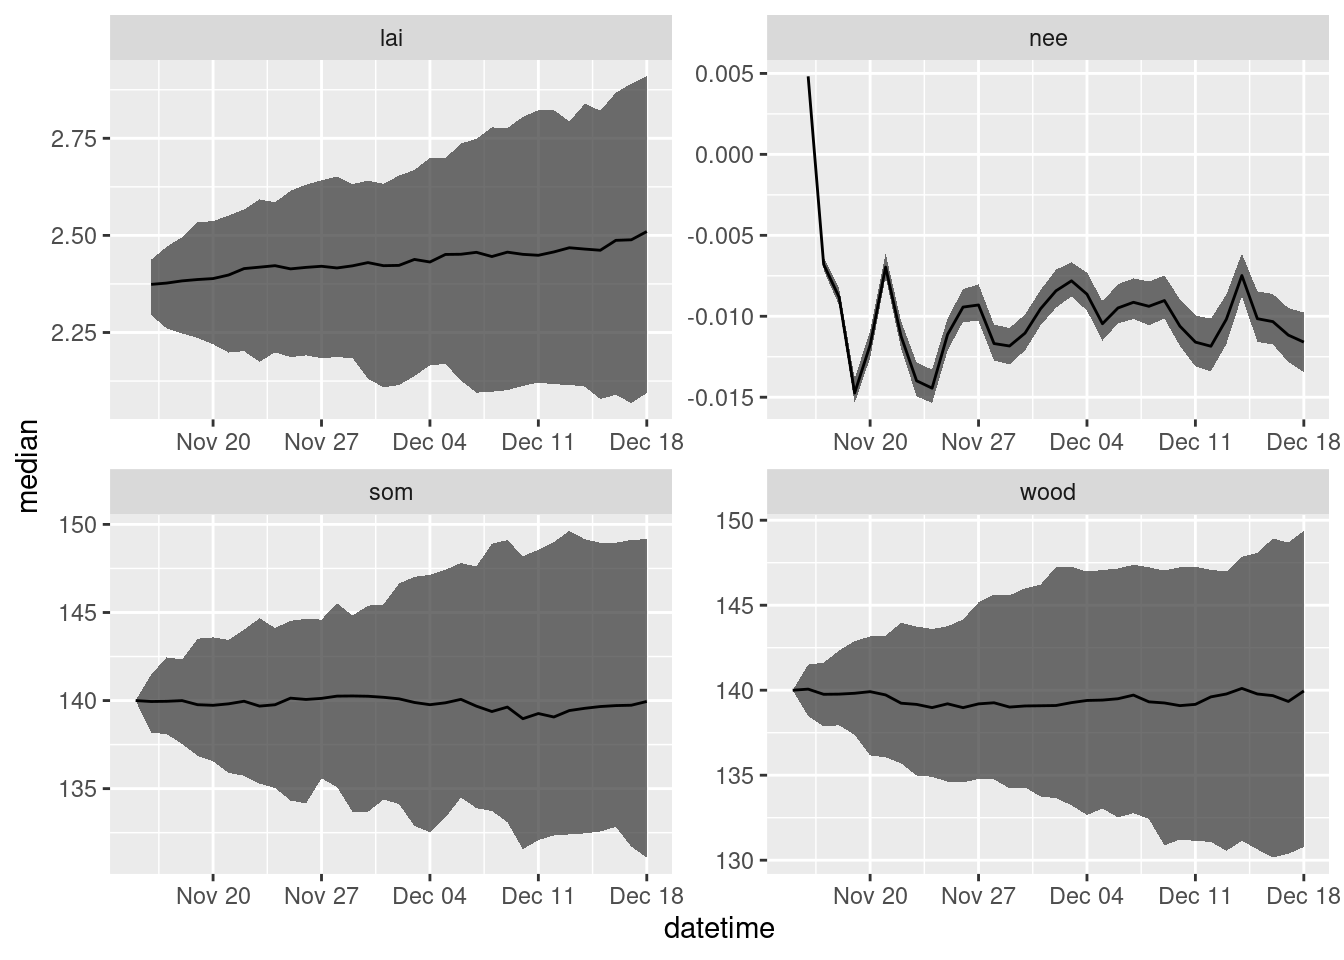 lai
nee
2.75
2.50
2.25
0.005
0.000
-0.005
-0.010
-0.015
Nov 20 Nov 27 Dec 04 Dec 11 Dec 18
Nov 20 Nov 27 Dec 04 Dec 11 Dec 18
median
som
wood
150
145
140
135
150
145
140
135
130
Nov 20 Nov 27 Dec 04 Dec 11 Dec 18
Nov 20 Nov 27 Dec 04 Dec 11 Dec 18
datetime